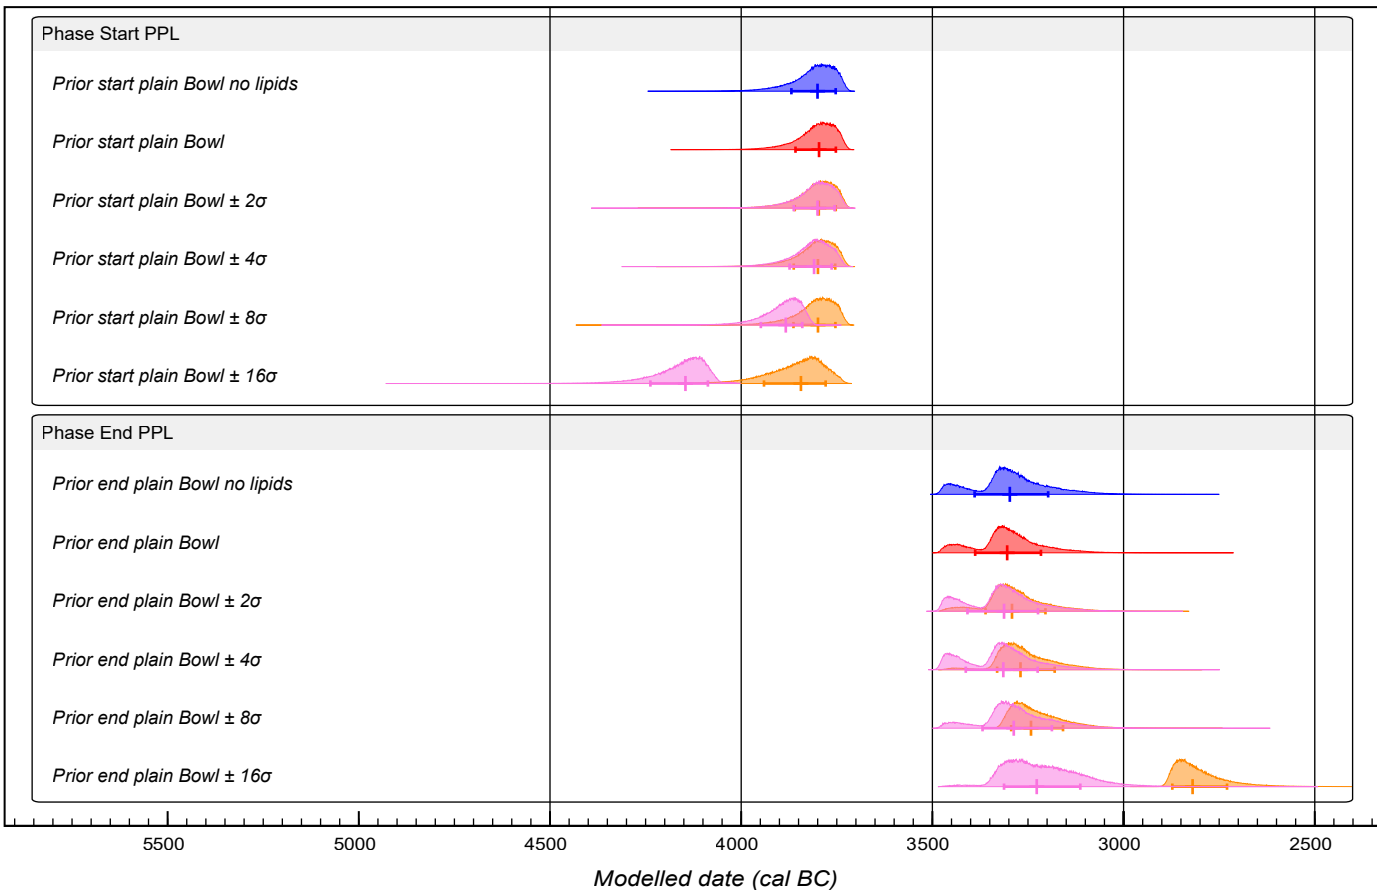 Phase Start PPL
Prior start plain Bowl no lipids
Prior start plain Bowl
Prior start plain Bowl ± 2σ
Prior start plain Bowl ± 4σ
Prior start plain Bowl ± 8σ
Prior start plain Bowl ± 16σ
Phase End PPL
Prior end plain Bowl no lipids
Prior end plain Bowl
Prior end plain Bowl ± 2σ
Prior end plain Bowl ± 4σ
Prior end plain Bowl ± 8σ
Prior end plain Bowl ± 16σ
5500 5000 4500 4000 3500 3000 2500
Modelled date (cal BC)